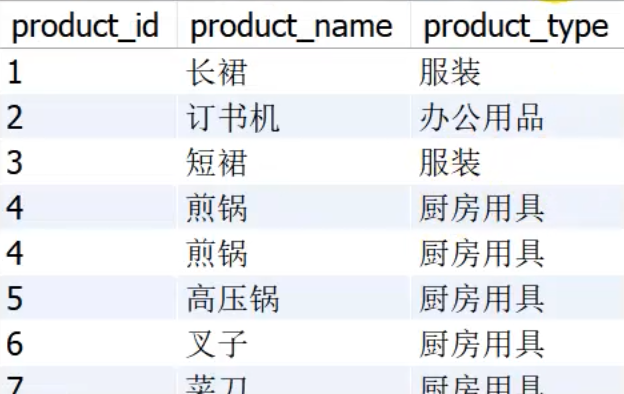 product_id product_name product_type
1 长裙 服装
2 订书机 办公用品
3 短裙 服装
4 煎锅 厨房用具
4 煎锅 厨房用具
5 高压锅 厨房用具
6 叉子 厨房用具
7 菜刀 厨房用具